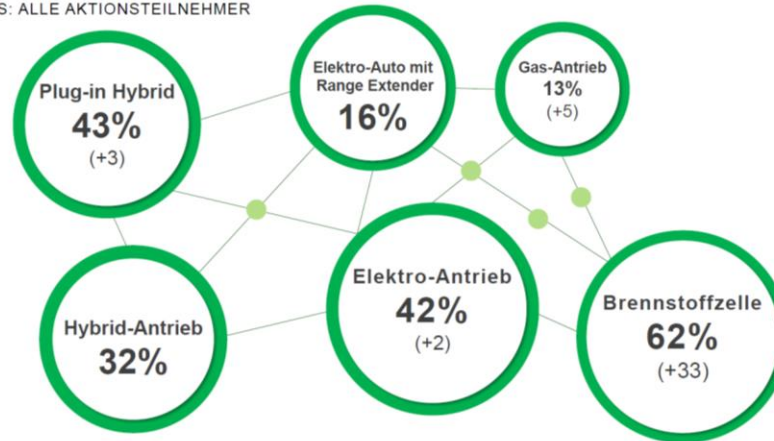 S: ALLE AKTIONSTEILNEHMER
Plug-in Hybrid
43%
(+3)
Elektro-Auto mit
Range Extender
16%
Gas-Antrieb
13%
(+5)
Hybrid-Antrieb
32%
Elektro-Antrieb
42%
(+2)
Brennstoffzelle
62%
(+33)